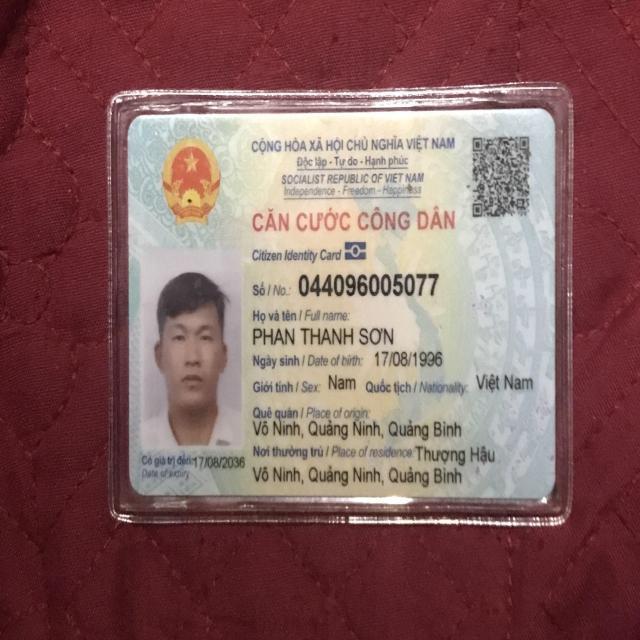 CỘNG HÒA XÃ HỘI CHỦ NGHĨA VIỆT NAM
Độc lập - Tự do - Hạnh phúc
SOCIALIST REPUBLIC OF VIET NAM
Independence - Freedom - Happiness
CĂN CƯỚC CÔNG DÂN
Citizen Identity Card
Số / No.: 044096005077
Họ và tên / Full name:
PHAN THANH SƠN
Ngày sinh / Date of birth: 17/08/1996
Giới tính / Sex: Nam Quốc tịch / Nationality: Việt Nam
Quê quán / Place of origin:
Võ Ninh, Quảng Ninh, Quảng Bình
Nơi thường trú / Place of residence: Thượng Hậu
Võ Ninh, Quảng Ninh, Quảng Bình
Có giá trị đến: 17/08/2036
Date of expiry